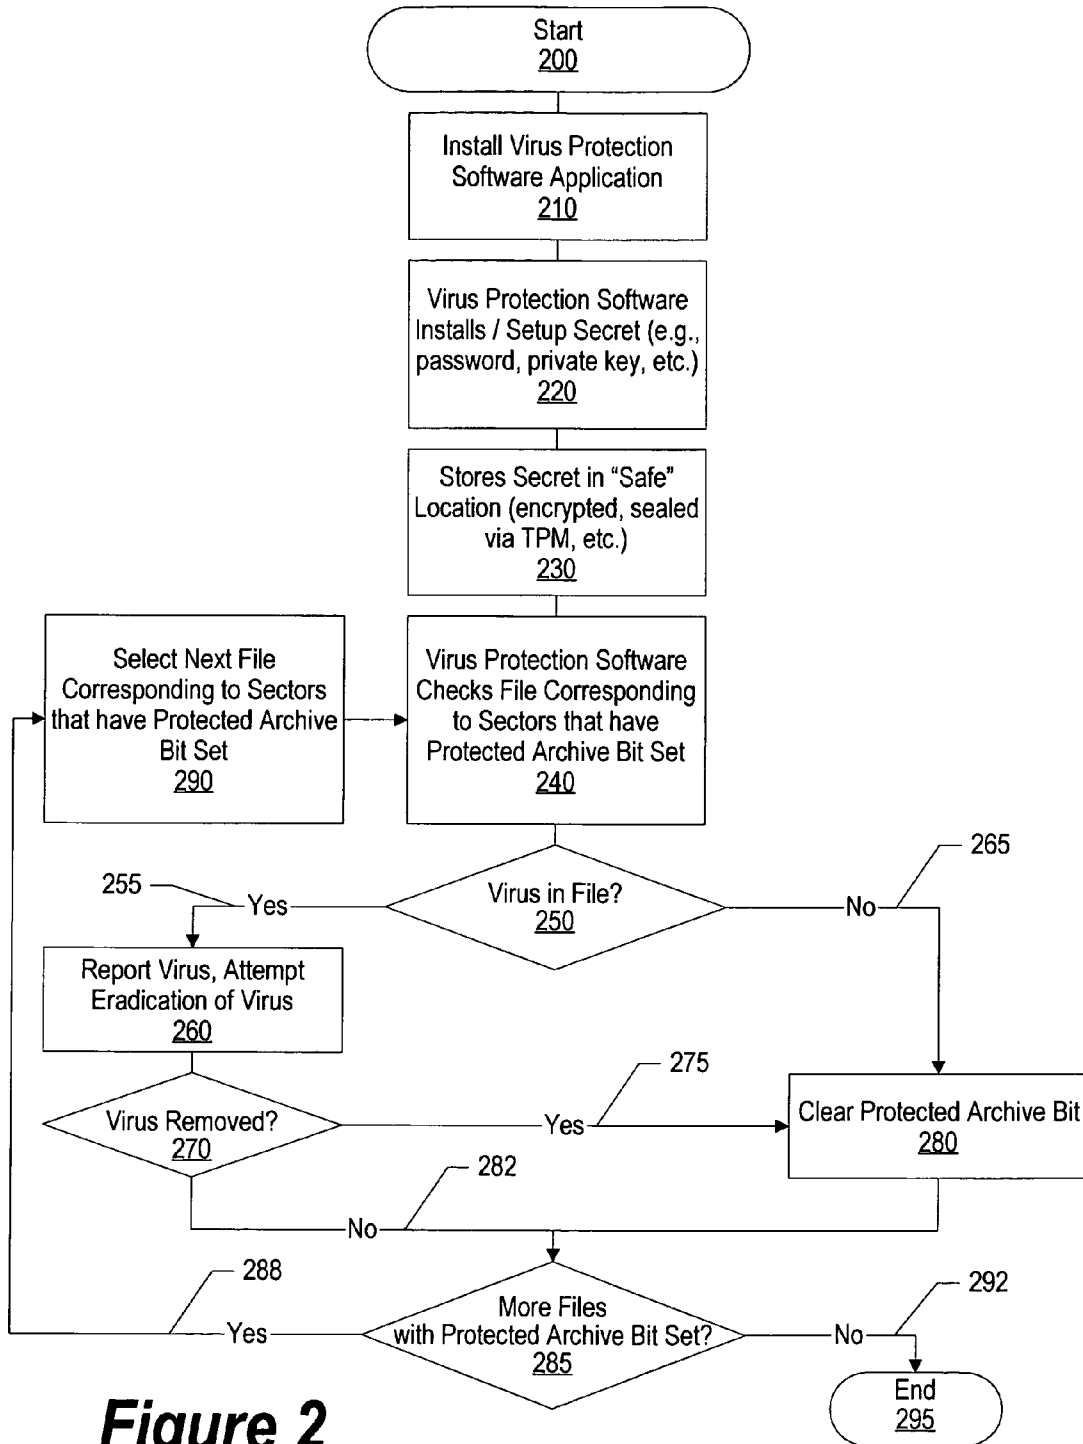 Start
200
Install Virus Protection
Software Application
210
Virus Protection Software
Installs / Setup Secret (e.g.,
password, private key, etc.)
220
Stores Secret in “Safe”
Location (encrypted, sealed
via TPM, etc.)
230
Select Next File
Corresponding to Sectors
that have Protected Archive
Bit Set
290
Virus Protection Software
Checks File Corresponding
to Sectors that have
Protected Archive Bit Set
240
265
255
Yes
Virus in File?
250
No
Report Virus, Attempt
Eradication of Virus
260
275
Virus Removed?
270
Yes
Clear Protected Archive Bit
280
282
No
288
292
More Files
with Protected Archive Bit Set?
285
Yes
No
End
295
Figure 2